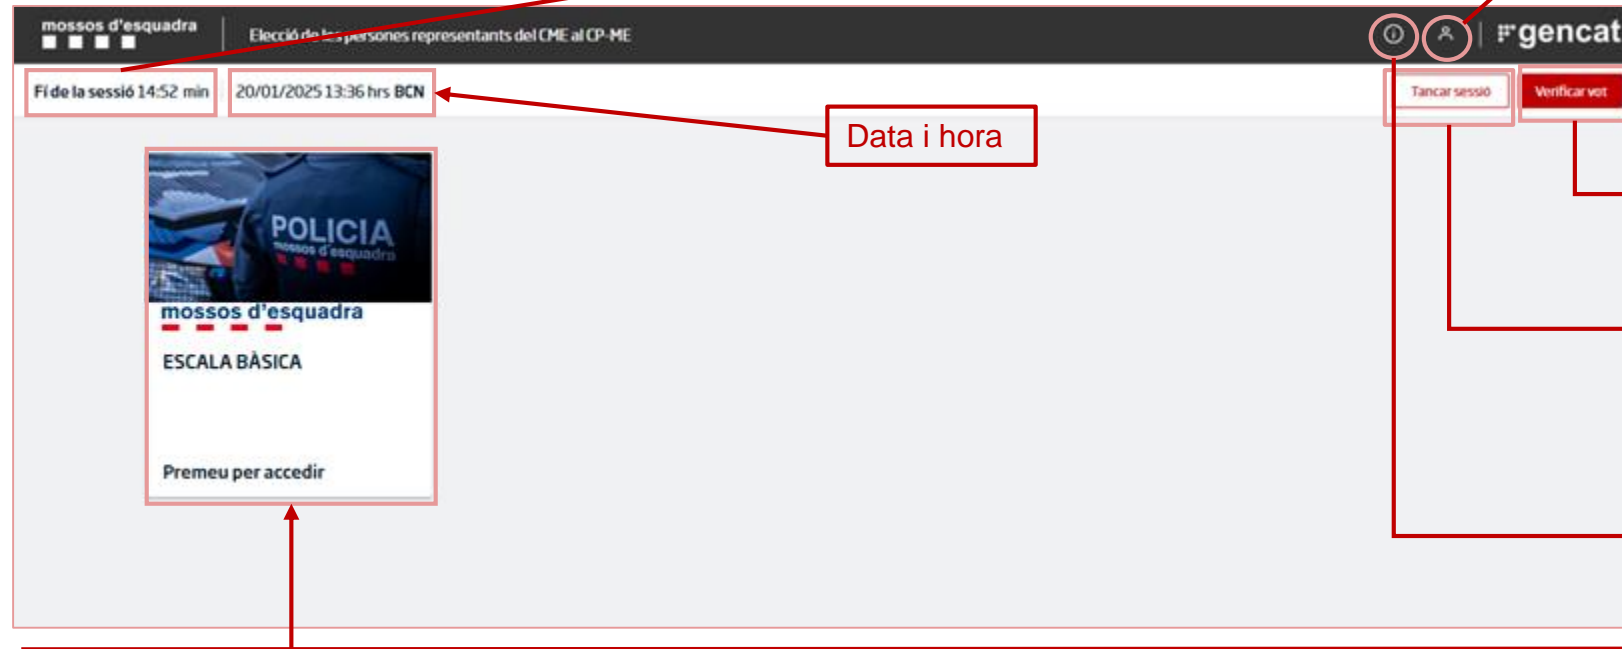 mossos d'esquadra
Elecció de les persones representants del CME al CP-ME
gencat
Fi de la sessió 14:52 min
20/01/2025 13:36 hrs BCN
Tancar sessió
Verificar vot
Data i hora
POLICIA
mossos d'esquadra
mossos d'esquadra
ESCALA BÀSICA
Premeu per accedir